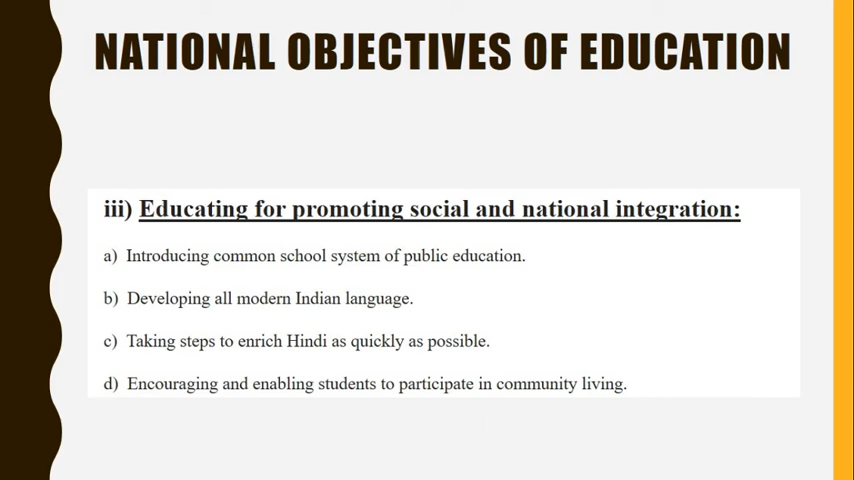 NATIONAL OBJECTIVES OF EDUCATION
iii) Educating for promoting social and national integration:
a) Introducing common school system of public education.
b) Developing all modern Indian language.
c) Taking steps to enrich Hindi as quickly as possible.
d) Encouraging and enabling students to participate in community living.